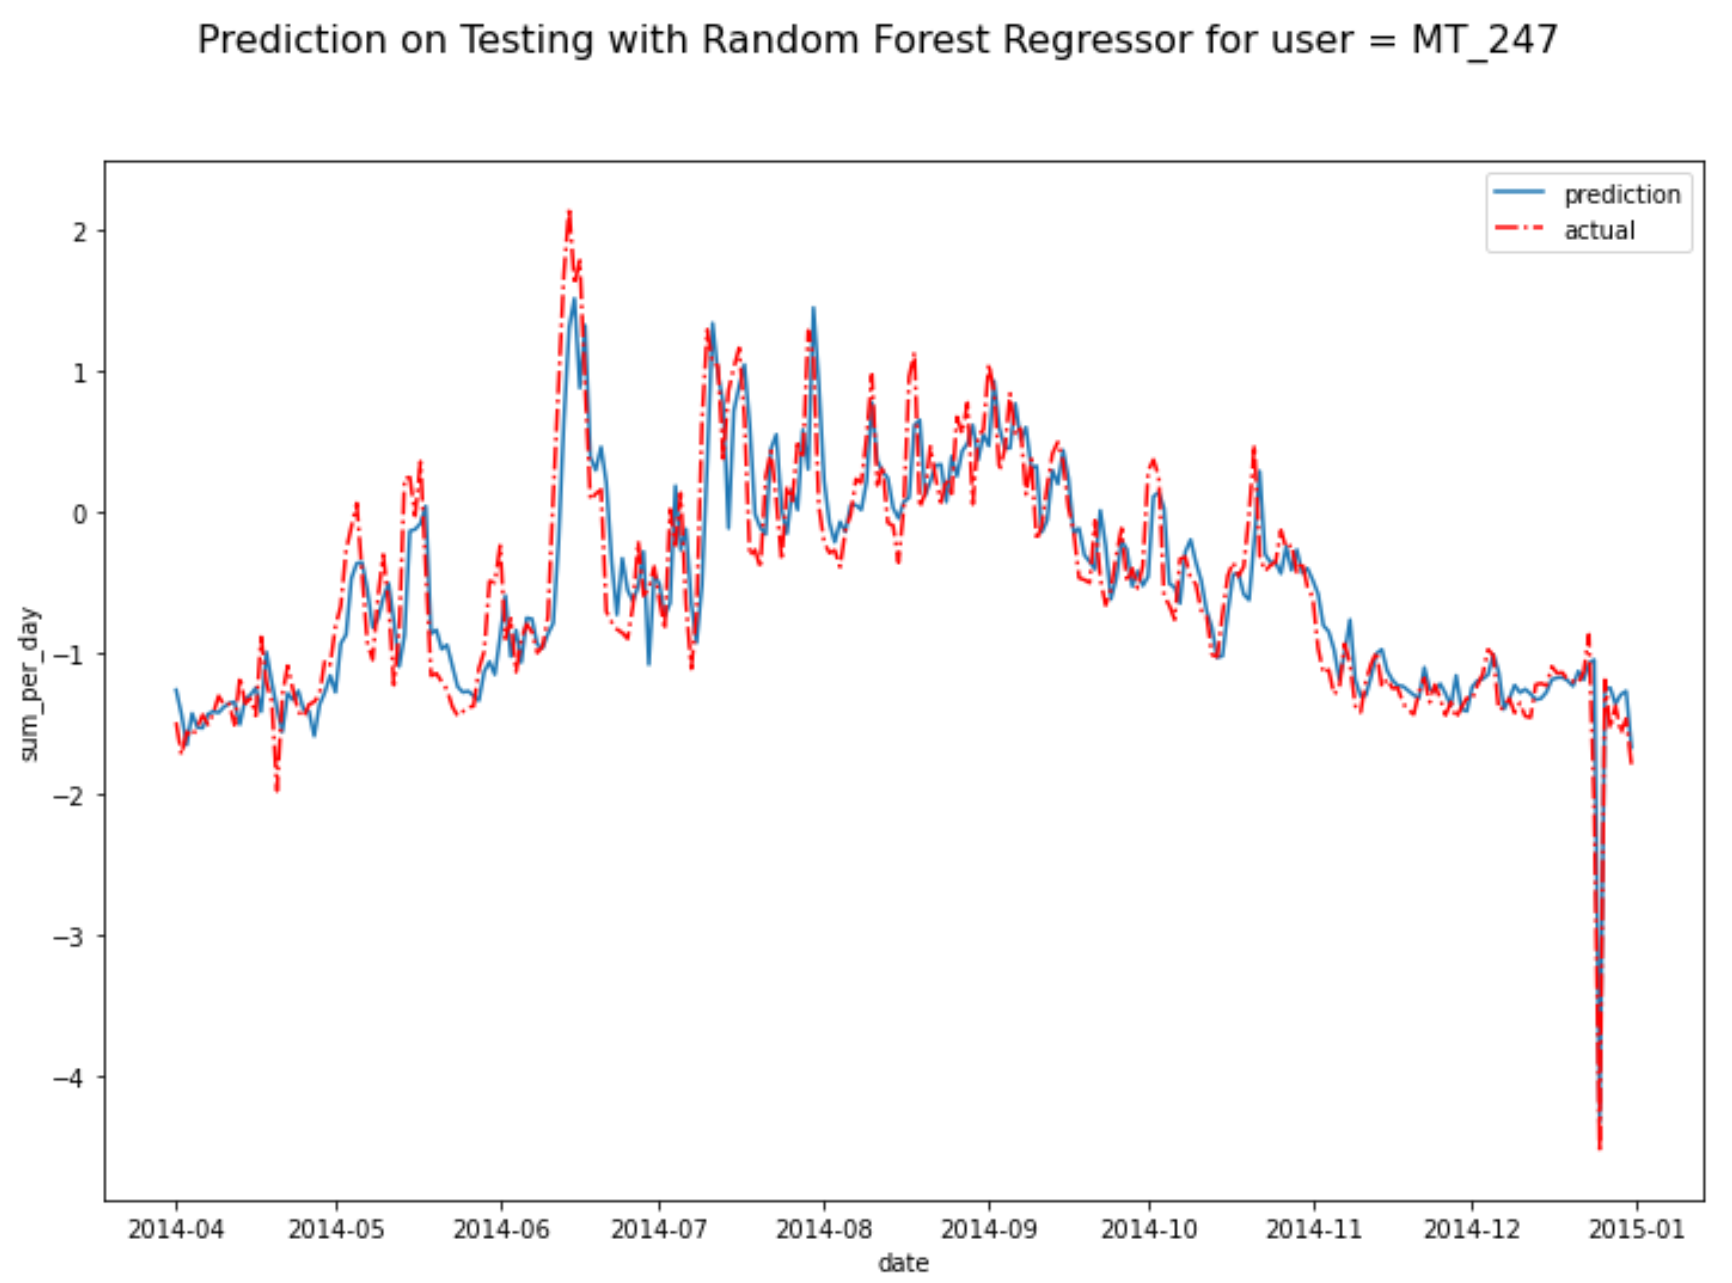 Prediction on Testing with Random Forest Regressor for user = MT_247
prediction
actual
sum_per_day
2
1
0
−1
−2
−3
−4
2014-04 2014-05 2014-06 2014-07 2014-08 2014-09 2014-10 2014-11 2014-12 2015-01
date